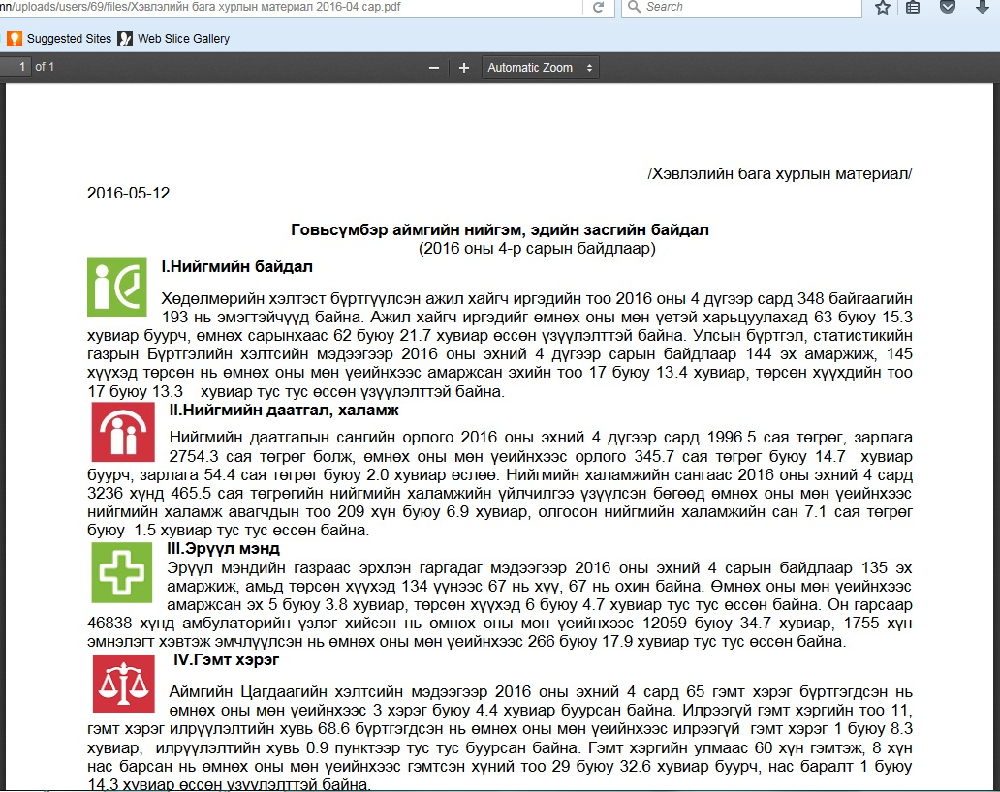 mn/uploads/users/69/files/Хэвлэлийн бага хурлын материал 2016-04 сар.pdf
Search
Suggested Sites
Web Slice Gallery
1 of 1
Automatic Zoom
/Хэвлэлийн бага хурлын материал/
2016-05-12
Говьсүмбэр аймгийн нийгэм, эдийн засгийн байдал
(2016 оны 4-р сарын байдлаар)
I.Нийгмийн байдал
Хөдөлмөрийн хэлтэст бүртгүүлсэн ажил хайгч иргэдийн тоо 2016 оны 4 дүгээр сард 348 байгаагийн
193 нь эмэгтэйчүүд байна. Ажил хайгч иргэдийг өмнөх оны мөн үетэй харьцуулахад 63 буюу 15.3
хувиар буурч, өмнөх сарынхаас 62 буюу 21.7 хувиар өссөн үзүүлэлттэй байна. Улсын бүртгэл, статистикийн
газрын Бүртгэлийн хэлтсийн мэдээгээр 2016 оны эхний 4 дүгээр сарын байдлаар 144 эх амаржиж, 145
хүүхэд төрсөн нь өмнөх оны мөн үеийнхээс амаржсан эхийн тоо 17 буюу 13.4 хувиар, төрсөн хүүхдийн тоо
17 буюу 13.3 хувиар тус тус өссөн үзүүлэлттэй байна.
II.Нийгмийн даатгал, халамж
Нийгмийн даатгалын сангийн орлого 2016 оны эхний 4 дүгээр сард 1996.5 сая төгрөг, зарлага
2754.3 сая төгрөг болж, өмнөх оны мөн үеийнхээс орлого 345.7 сая төгрөг буюу 14.7 хувиар
буурч, зарлага 54.4 сая төгрөг буюу 2.0 хувиар өслөө. Нийгмийн халамжийн сангаас 2016 оны эхний 4 сард
3236 хүнд 465.5 сая төгрөгийн нийгмийн халамжийн үйлчилгээ үзүүлсэн бөгөөд өмнөх оны мөн үеийнхээс
нийгмийн халамж авагчдын тоо 209 хүн буюу 6.9 хувиар, олгосон нийгмийн халамжийн сан 7.1 сая төгрөг
буюу 1.5 хувиар тус тус өссөн байна.
III.Эрүүл мэнд
Эрүүл мэндийн газраас эрхлэн гаргадаг мэдээгээр 2016 оны эхний 4 сарын байдлаар 135 эх
амаржиж, амьд төрсөн хүүхэд 134 үүнээс 67 нь хүү, 67 нь охин байна. Өмнөх оны мөн үеийнхээс
амаржсан эх 5 буюу 3.8 хувиар, төрсөн хүүхэд 6 буюу 4.7 хувиар тус тус өссөн байна. Он гарсаар
46838 хүнд амбулаторийн үзлэг хийсэн нь өмнөх оны мөн үеийнхээс 12059 буюу 34.7 хувиар, 1755 хүн
эмнэлэгт хэвтэж эмчлүүлсэн нь өмнөх оны мөн үеийнхээс 266 буюу 17.9 хувиар тус тус өссөн байна.
IV.Гэмт хэрэг
Аймгийн Цагдаагийн хэлтсийн мэдээгээр 2016 оны эхний 4 сард 65 гэмт хэрэг бүртгэгдсэн нь
өмнөх оны мөн үеийнхээс 3 хэрэг буюу 4.4 хувиар буурсан байна. Илрээгүй гэмт хэргийн тоо 11,
гэмт хэрэг илрүүлэлтийн хувь 68.6 бүртгэгдсэн нь өмнөх оны мөн үеийнхээс илрээгүй гэмт хэрэг 1 буюу 8.3
хувиар, илрүүлэлтийн хувь 0.9 пунктээр тус тус буурсан байна. Гэмт хэргийн улмаас 60 хүн гэмтэж, 8 хүн
нас барсан нь өмнөх оны мөн үеийнхээс гэмтсэн хүний тоо 29 буюу 32.6 хувиар буурч, нас баралт 1 буюу
14.3 хувиар өссөн үзүүлэлттэй байна.